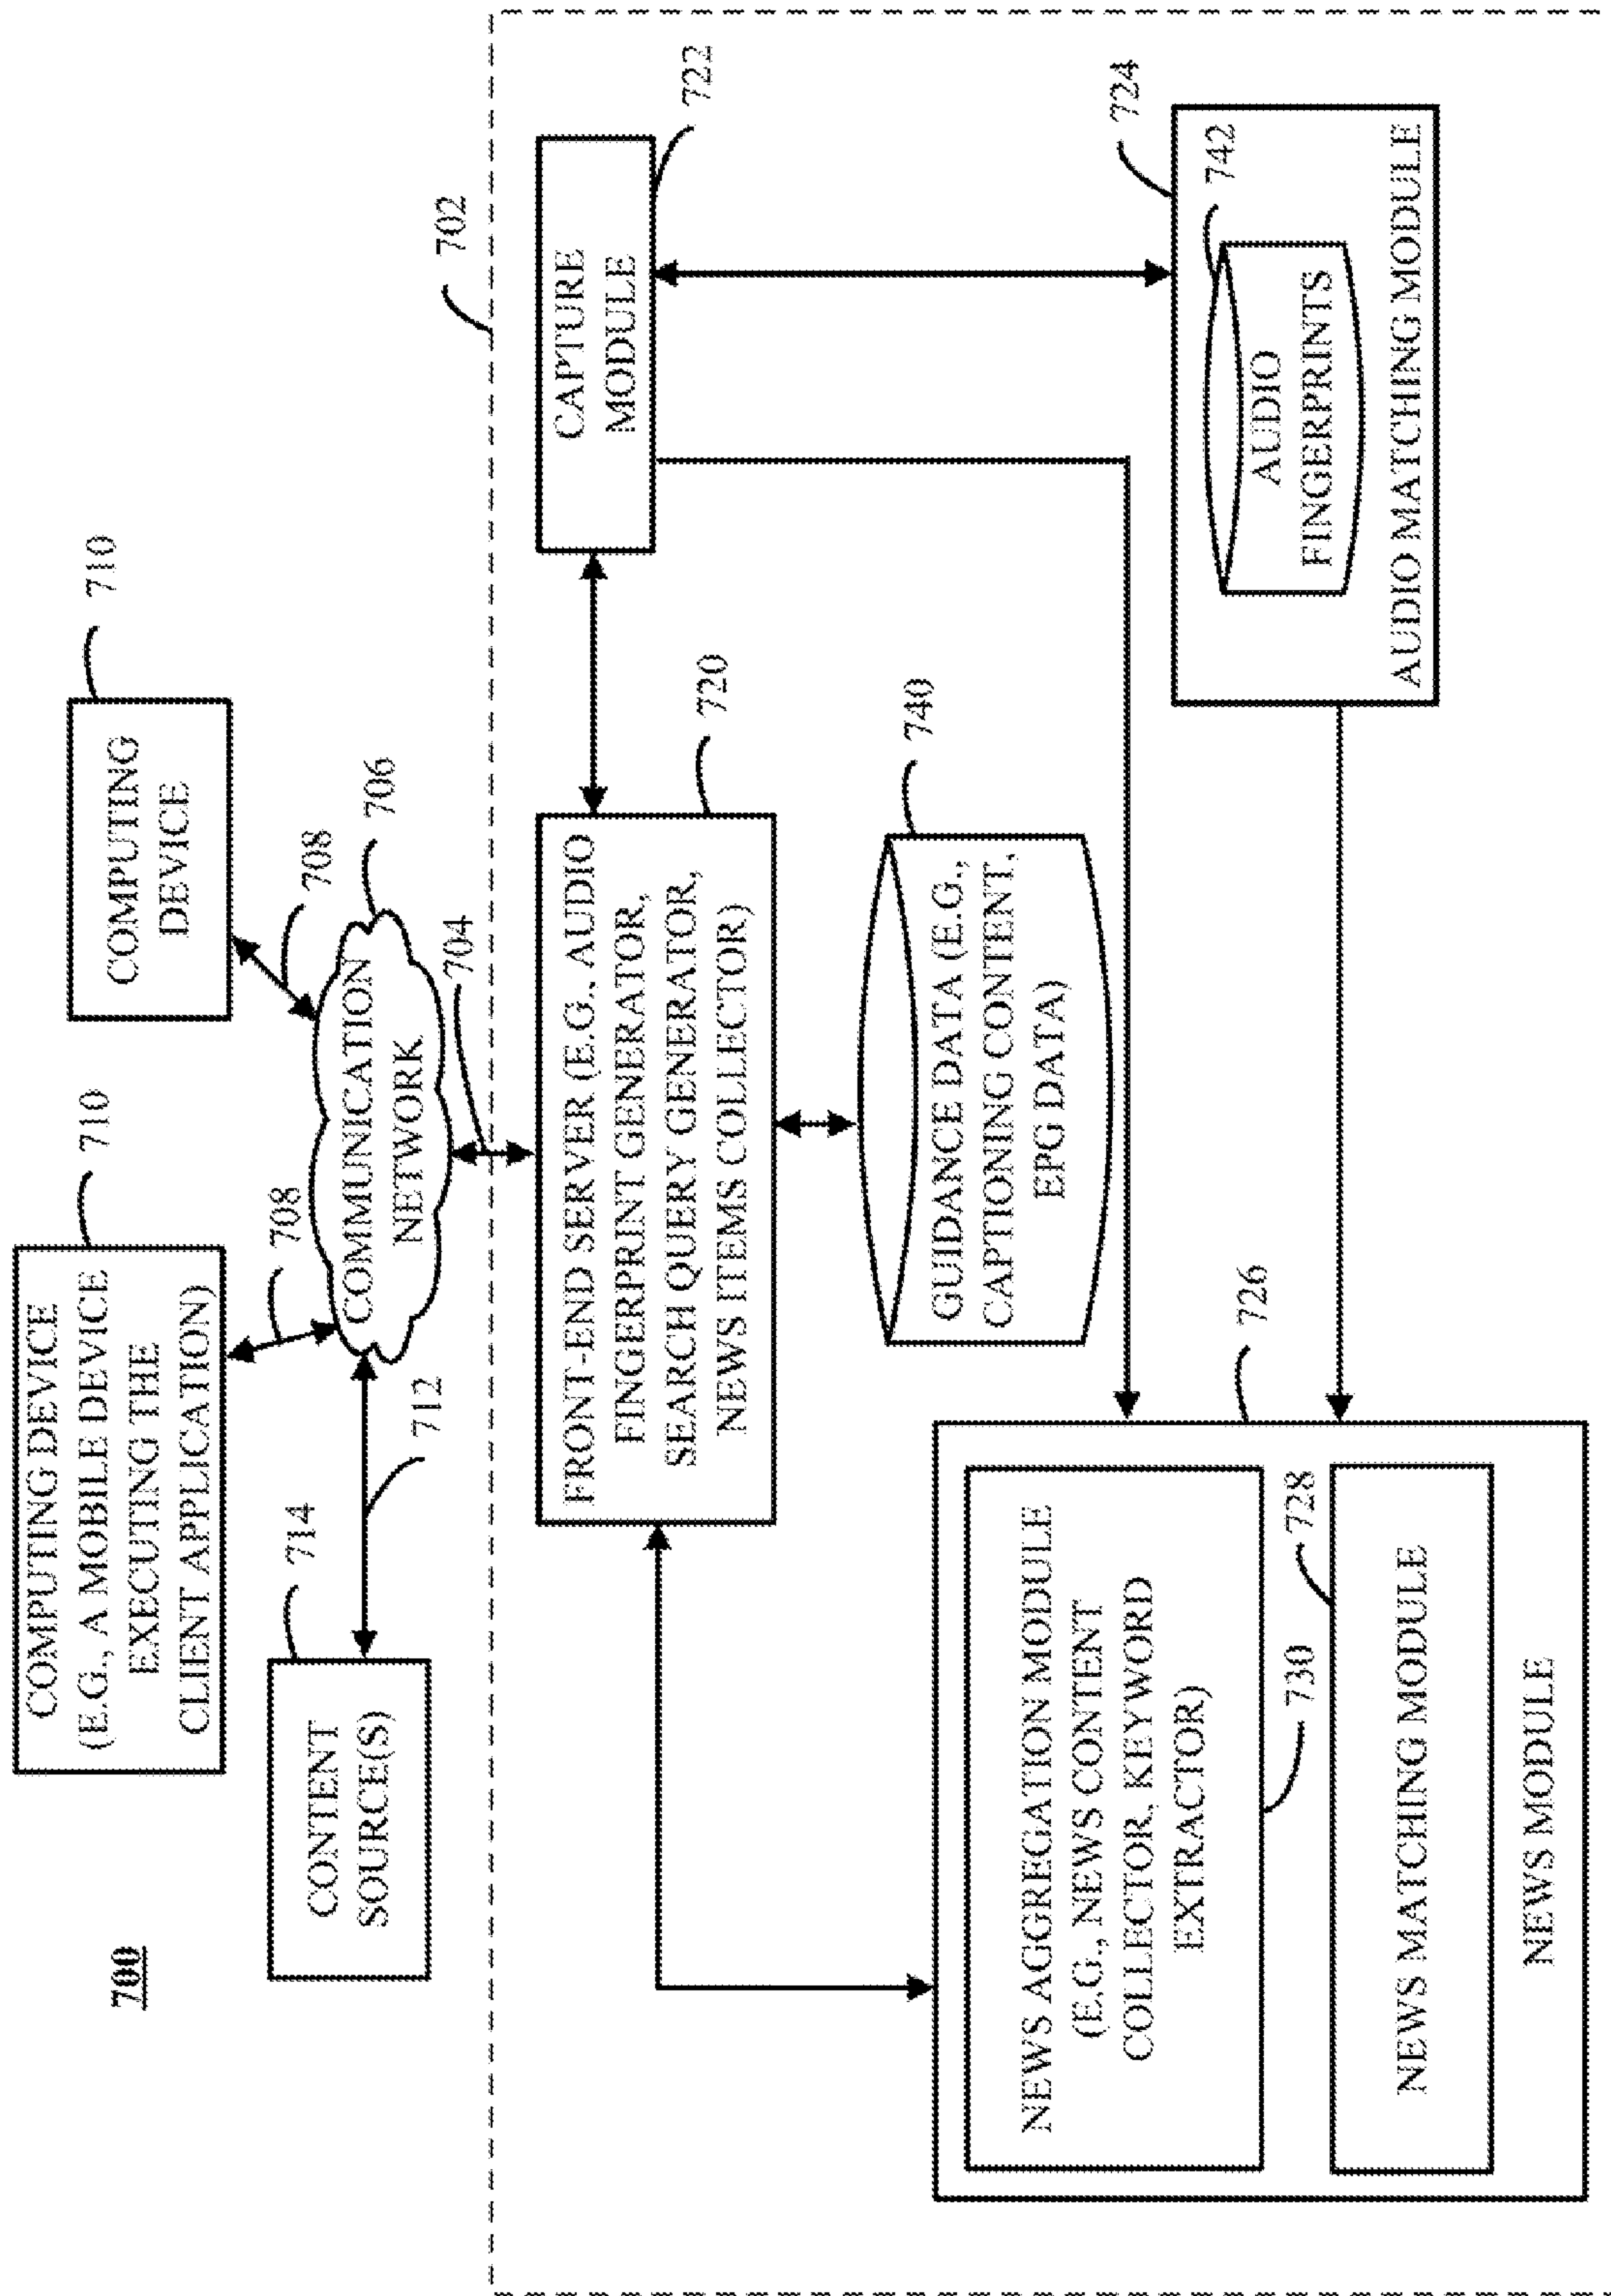 700
COMPUTING DEVICE
(E.G., A MOBILE DEVICE
EXECUTING THE
CLIENT APPLICATION)
710
COMPUTING
DEVICE
710
CONTENT
SOURCE(S)
714
712
708
708
COMMUNICATION
NETWORK
706
704
702
FRONT-END SERVER (E.G., AUDIO
FINGERPRINT GENERATOR,
SEARCH QUERY GENERATOR,
NEWS ITEMS COLLECTOR)
720
CAPTURE
MODULE
722
GUIDANCE DATA (E.G.,
CAPTIONING CONTENT,
EPG DATA)
740
NEWS AGGREGATION MODULE
(E.G., NEWS CONTENT
COLLECTOR, KEYWORD
EXTRACTOR)
730
728
NEWS MATCHING MODULE
NEWS MODULE
726
724
742
AUDIO
FINGERPRINTS
AUDIO MATCHING MODULE